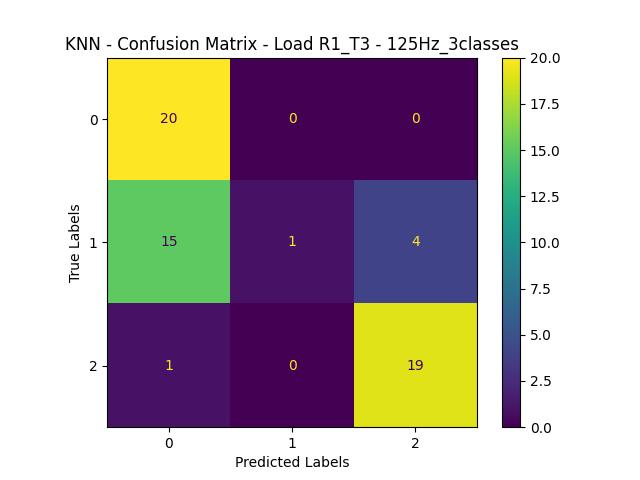 KNN - Confusion Matrix - Load R1_T3 - 125Hz_3classes
True Labels
0 20 0 0
1 15 1 4
2 1 0 19
0 1 2
Predicted Labels
20.0
17.5
15.0
12.5
10.0
7.5
5.0
2.5
0.0